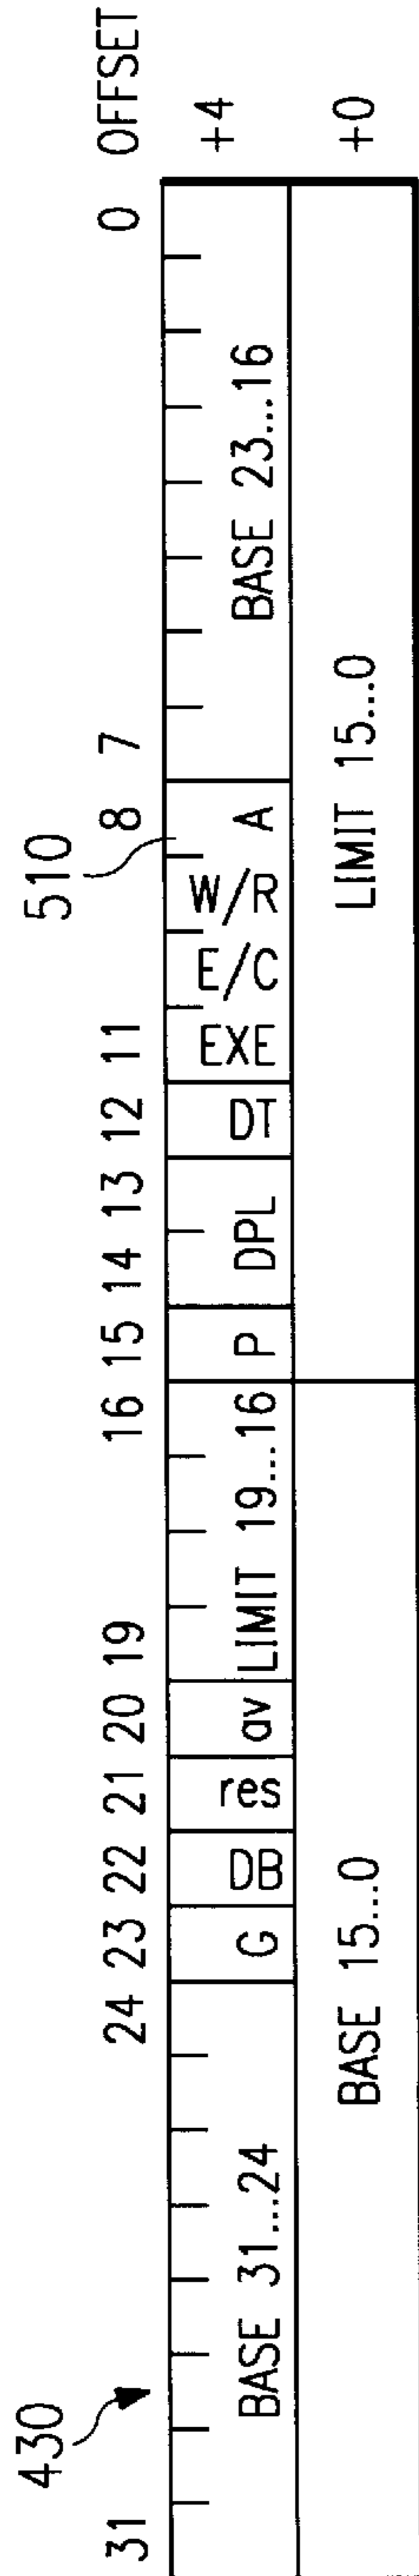 430
510
31 24 23 22 21 20 19 16 15 14 13 12 11 8 7 0 OFFSET
BASE 31...24 G DB res av LIMIT 19...16 P DPL DT EXE E/C W/R A BASE 23...16 +4
BASE 15...0 LIMIT 15...0 +0